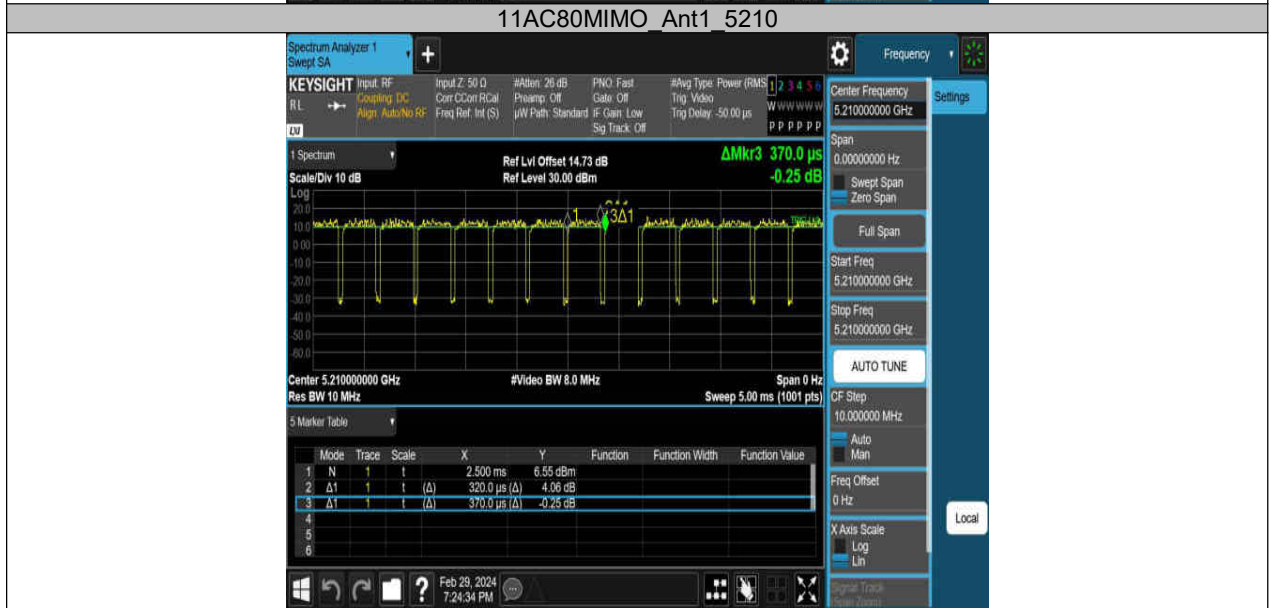 11AC80MIMO_Ant1_5210
Spectrum Analyzer 1
Swept SA
+
Frequency
KEYSIGHT
RL
LXI
Input: RF
Coupling: DC
Align: Auto/No RF
Input Z: 50 Ω
Corr CCorr RCal
Freq Ref: Int (S)
#Atten: 26 dB
Preamp: Off
µW Path: Standard
PNO: Fast
Gate: Off
IF Gain: Low
Sig Track: Off
#Avg Type: Power (RMS
Trig: Video
Trig Delay: -50.00 µs
1 2 3 4 5 6
W W W W W W
P P P P P P
Center Frequency
5.210000000 GHz
Settings
Span
0.00000000 Hz
Swept Span
Zero Span
Full Span
Start Freq
5.210000000 GHz
Stop Freq
5.210000000 GHz
AUTO TUNE
CF Step
10.000000 MHz
Auto
Man
Freq Offset
0 Hz
X Axis Scale
Log
Lin
Signal Track
(Span Zoom)
Local
1 Spectrum
Scale/Div 10 dB
Ref Lvl Offset 14.73 dB
Ref Level 30.00 dBm
ΔMkr3 370.0 µs
-0.25 dB
Log
20.0
10.0
0.00
-10.0
-20.0
-30.0
-40.0
-50.0
-60.0
1
3Δ1
Center 5.210000000 GHz
Res BW 10 MHz
#Video BW 8.0 MHz
Span 0 Hz
Sweep 5.00 ms (1001 pts)
5 Marker Table
Mode Trace Scale X Y Function Function Width Function Value
1 N 1 t 2.500 ms 6.55 dBm
2 Δ1 1 t (Δ) 320.0 µs (Δ) 4.06 dB
3 Δ1 1 t (Δ) 370.0 µs (Δ) -0.25 dB
4
5
6
?
Feb 29, 2024
7:24:34 PM